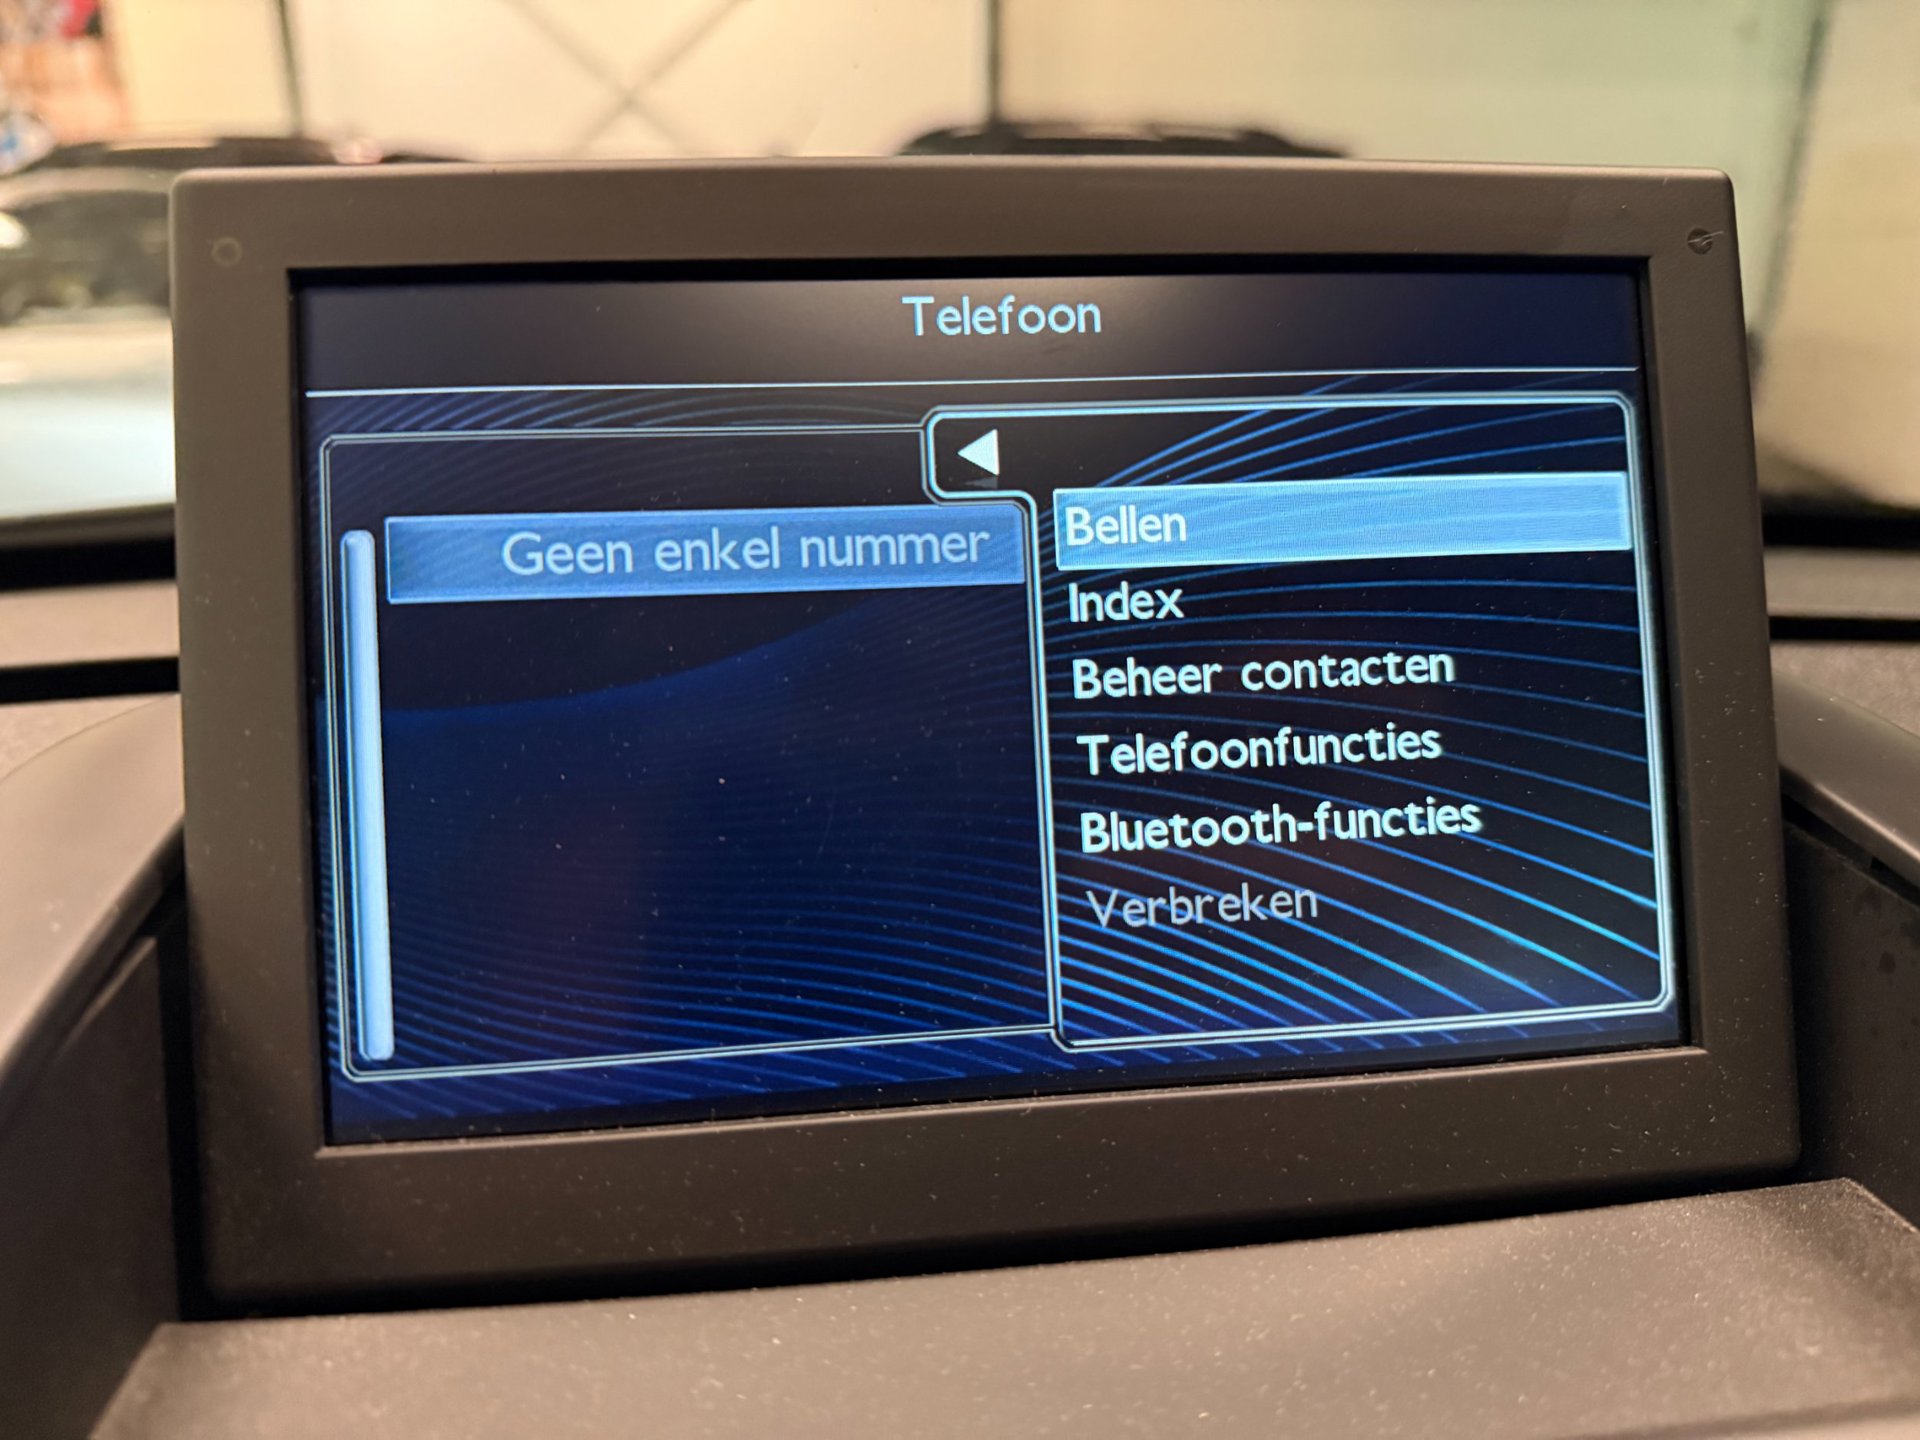 Telefoon
Geen enkel nummer
Bellen
Index
Beheer contacten
Telefoonfuncties
Bluetooth-functies
Verbreken